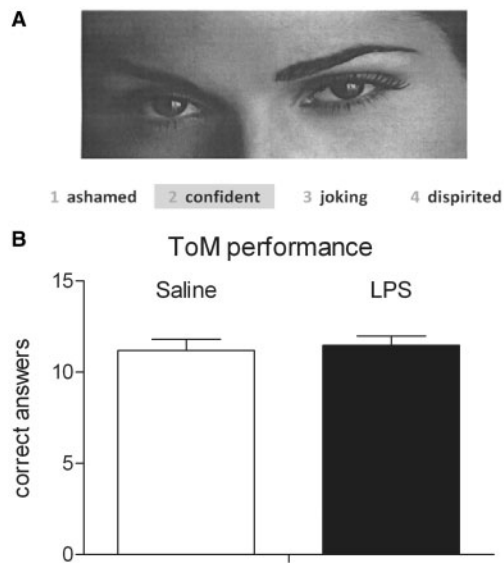 A
1 ashamed 2 confident 3 joking 4 dispirited
B
ToM performance
Saline LPS
15
10
5
0
correct answers